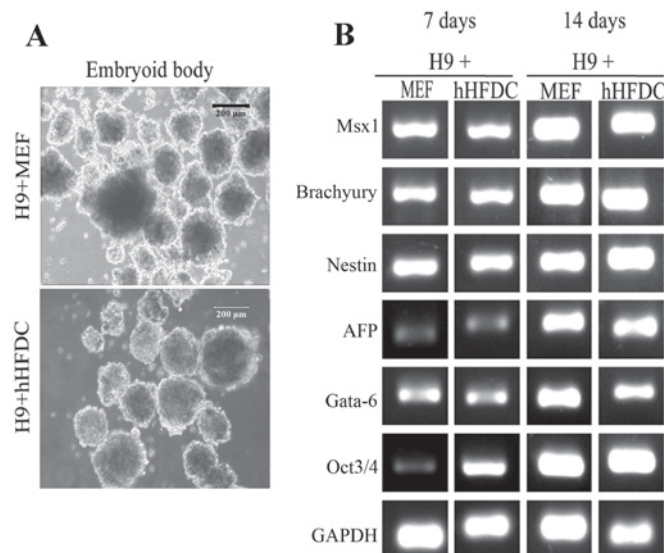 A
Embryoid body
H9+MEF
200 µm
H9+hHFDC
200 µm
B
7 days 14 days
H9 + H9 +
MEF hHFDC MEF hHFDC
Msx1
Brachyury
Nestin
AFP
Gata-6
Oct3/4
GAPDH